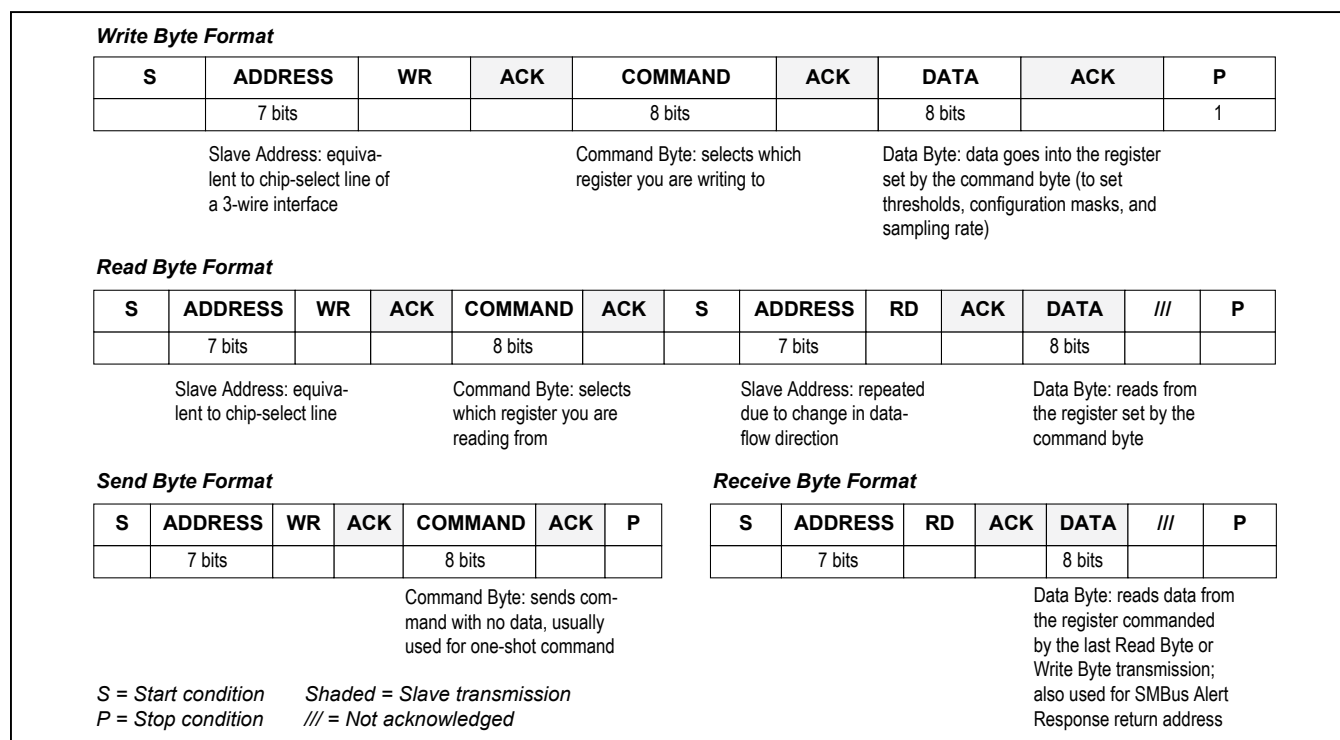 Write Byte Format
S ADDRESS WR ACK COMMAND ACK DATA ACK P
7 bits 8 bits 8 bits 1
Slave Address: equiva-
lent to chip-select line of
a 3-wire interface
Command Byte: selects which
register you are writing to
Data Byte: data goes into the register
set by the command byte (to set
thresholds, configuration masks, and
sampling rate)
Read Byte Format
S ADDRESS WR ACK COMMAND ACK S ADDRESS RD ACK DATA /// P
7 bits 8 bits 7 bits 8 bits
Slave Address: equiva-
lent to chip-select line
Command Byte: selects
which register you are
reading from
Slave Address: repeated
due to change in data-
flow direction
Data Byte: reads from
the register set by the
command byte
Send Byte Format
S ADDRESS WR ACK COMMAND ACK P
7 bits 8 bits
Command Byte: sends com-
mand with no data, usually
used for one-shot command
Receive Byte Format
S ADDRESS RD ACK DATA /// P
7 bits 8 bits
Data Byte: reads data from
the register commanded
by the last Read Byte or
Write Byte transmission;
also used for SMBus Alert
Response return address
S = Start condition Shaded = Slave transmission
P = Stop condition /// = Not acknowledged